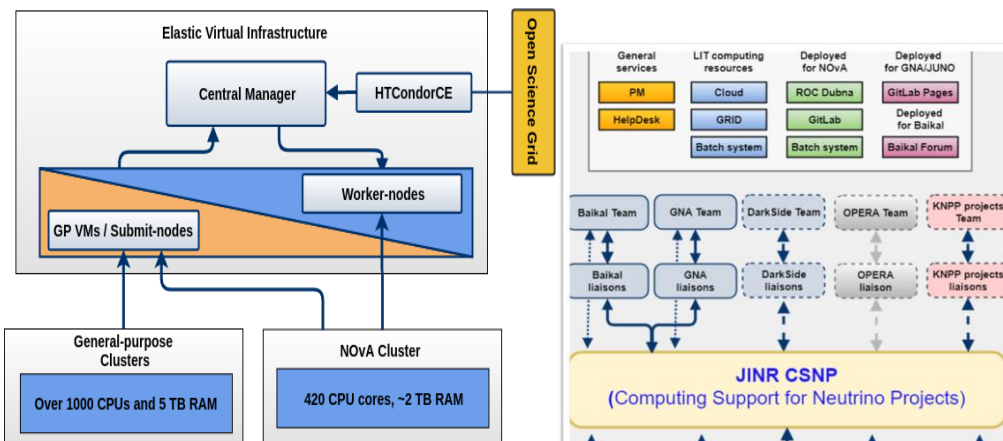 Elastic Virtual Infrastructure
Central Manager
HTCondorCE
Open Science Grid
Worker-nodes
GP VMs / Submit-nodes
General-purpose
Clusters
Over 1000 CPUs and 5 TB RAM
NOvA Cluster
420 CPU cores, ~2 TB RAM
General
services
PM
HelpDesk
LIT computing
resources
Cloud
GRID
Batch system
Deployed
for NOvA
ROC Dubna
GitLab
Batch system
Deployed
for GNA/JUNO
GitLab Pages
Deployed
for Baikal
Baikal Forum
Baikal Team
GNA Team
DarkSide Team
OPERA Team
KNPP projects
Team
Baikal
liaisons
GNA
liaisons
DarkSide
liaisons
OPERA
liaison
KNPP projects
liaisons
JINR CSNP
(Computing Support for Neutrino Projects)